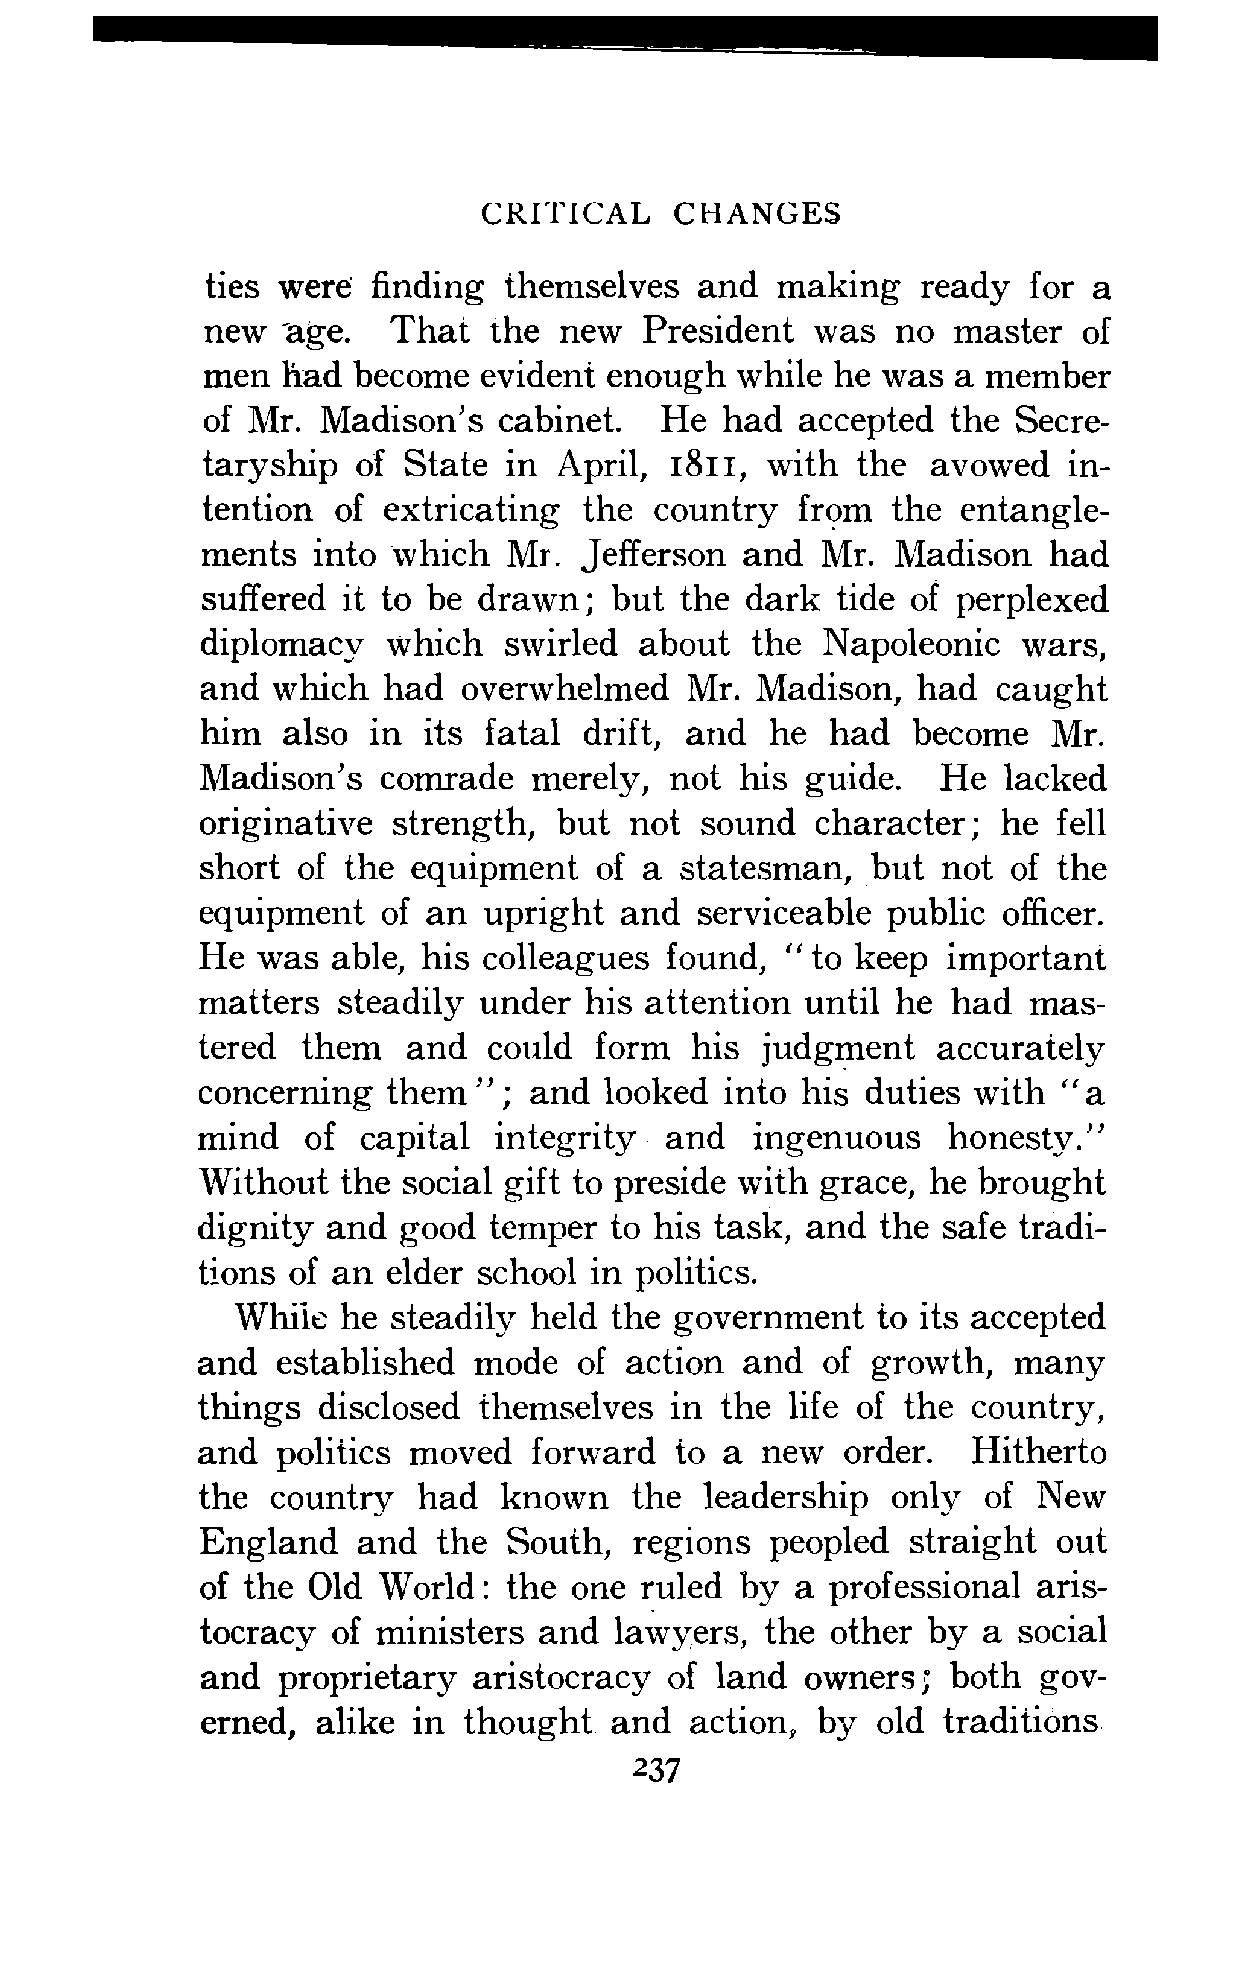 CRITICAL CHANGES
ties were finding themselves and making ready for a
new age. That the new President was no master of
men had become evident enough while he was a member
of Mr. Madison's cabinet. He had accepted the Secre-
taryship of State in April, 1811, with the avowed in-
tention of extricating the country from the entangle-
ments into which Mr. Jefferson and Mr. Madison had
suffered it to be drawn; but the dark tide of perplexed
diplomacy which swirled about the Napoleonic wars,
and which had overwhelmed Mr. Madison, had caught
him also in its fatal drift, and he had become Mr.
Madison's comrade merely, not his guide. He lacked
originative strength, but not sound character; he fell
short of the equipment of a statesman, but not of the
equipment of an upright and serviceable public officer.
He was able, his colleagues found, "to keep important
matters steadily under his attention until he had mas-
tered them and could form his judgment accurately
concerning them"; and looked into his duties with "a
mind of capital integrity and ingenuous honesty."
Without the social gift to preside with grace, he brought
dignity and good temper to his task, and the safe tradi-
tions of an elder school in politics.
While he steadily held the government to its accepted
and established mode of action and of growth, many
things disclosed themselves in the life of the country,
and politics moved forward to a new order. Hitherto
the country had known the leadership only of New
England and the South, regions peopled straight out
of the Old World: the one ruled by a professional aris-
tocracy of ministers and lawyers, the other by a social
and proprietary aristocracy of land owners; both gov-
erned, alike in thought and action, by old traditions
237